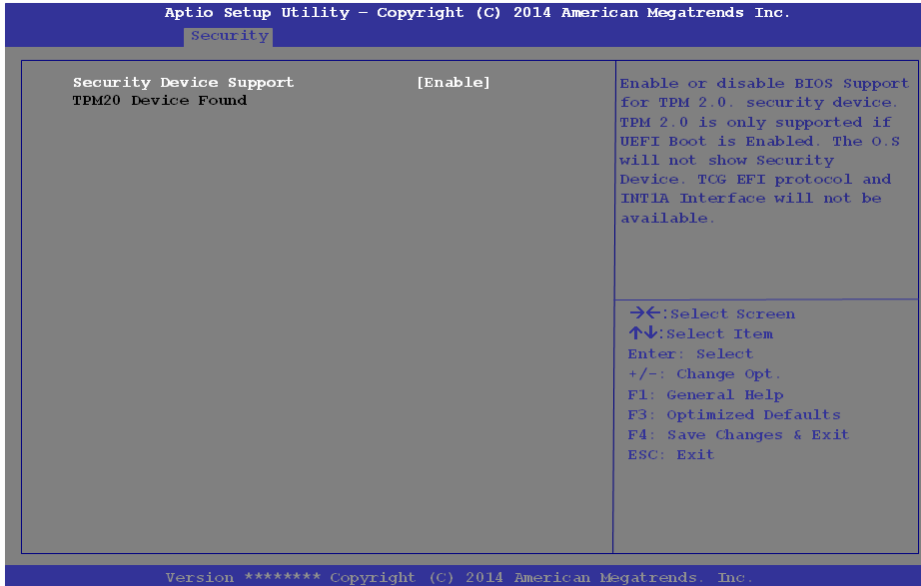 Aptio Setup Utility – Copyright (C) 2014 American Megatrends Inc.
Security
Security Device Support [Enable]
TPM20 Device Found
Enable or disable BIOS Support
for TPM 2.0. security device.
TPM 2.0 is only supported if
UEFI Boot is Enabled. The O.S
will not show Security
Device. TCG EFI protocol and
INT1A Interface will not be
available.
→←:Select Screen
↑↓:Select Item
Enter: Select
+/-: Change Opt.
F1: General Help
F3: Optimized Defaults
F4: Save Changes & Exit
ESC: Exit
Version ******** Copyright (C) 2014 American Megatrends. Inc.